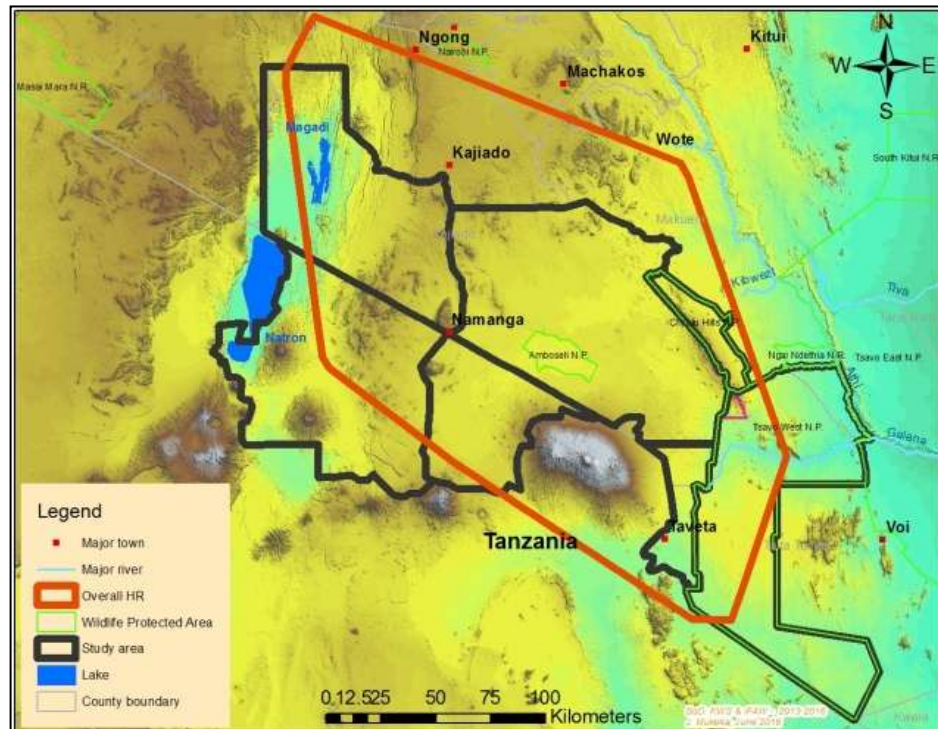 N
W E
S
Ngong
Nairobi N.P.
Kitui
Masai Mara N.R.
Machakos
Magadi
Wote
South Kitui N.R.
Kajiado
Kibwezi
Tiva
Natron
Namanga
Chyulu Hills N.P.
Amboseli N.P.
Ngai Ndethia N.R.
Tsavo East N.P.
Athi
Tsavo West N.P.
Galana
Taveta
Voi
Tanzania
Legend
Major town
Major river
Overall HR
Wildlife Protected Area
Study area
Lake
County boundary
0 12.5 25 50 75 100
Kilometers